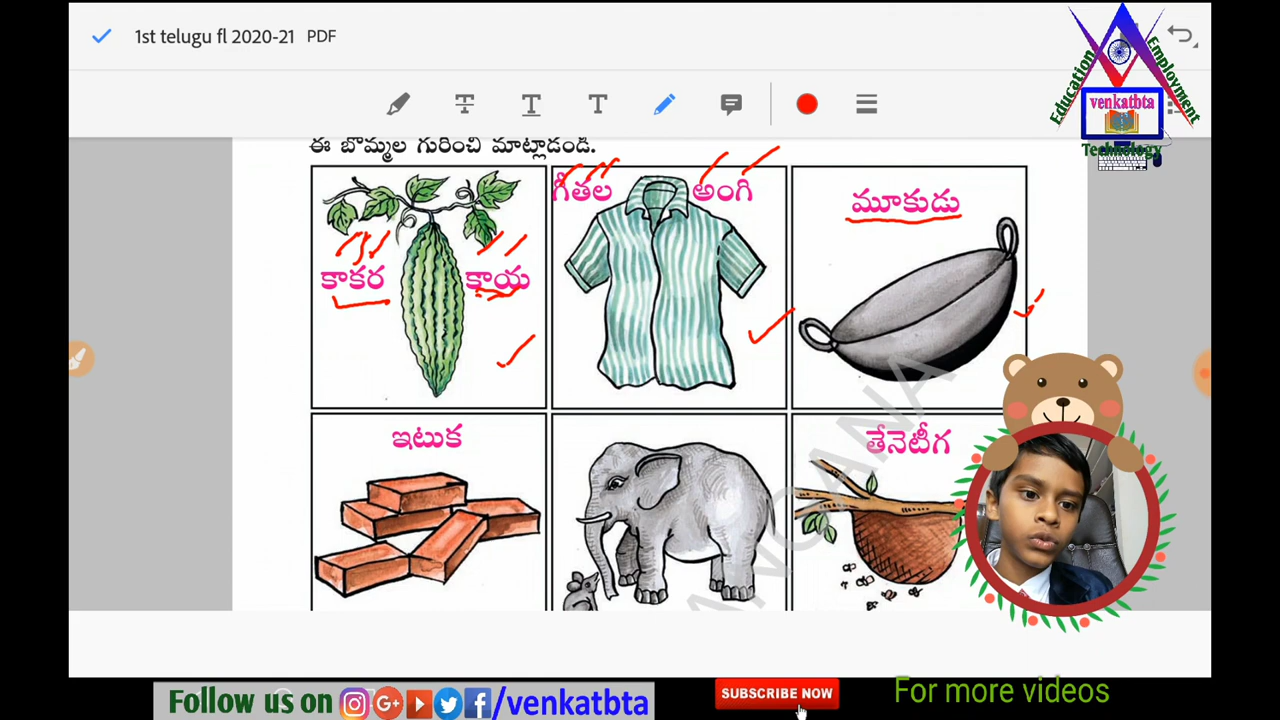 1st telugu fl 2020-21 PDF
Education
Employment
venkatbta
Technology
ఈ బొమ్మల గురించి మాట్లాడండి.
కాకర కాయ
గీతల అంగి
మూకుడు
ఇటుక
తేనెటీగ
Follow us on /venkatbta
SUBSCRIBE NOW
For more videos